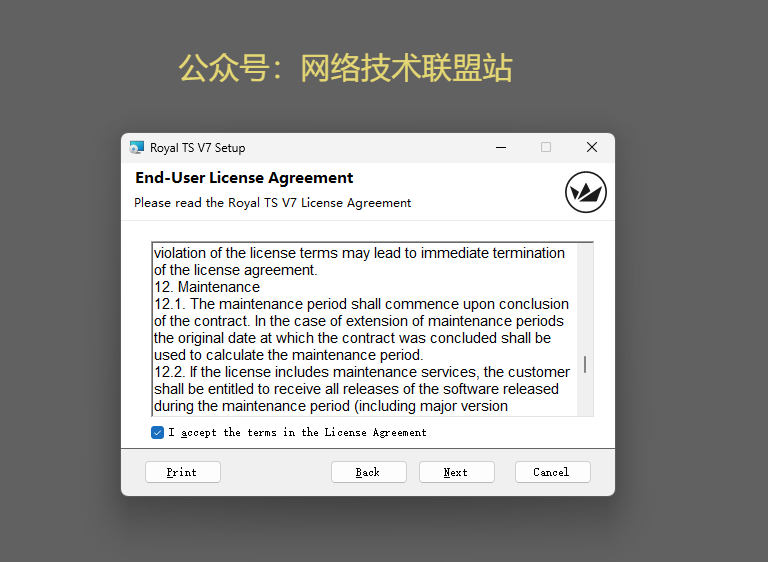 公众号：网络技术联盟站
Royal TS V7 Setup
End-User License Agreement
Please read the Royal TS V7 License Agreement
violation of the license terms may lead to immediate termination
of the license agreement.
12. Maintenance
12.1. The maintenance period shall commence upon conclusion
of the contract. In the case of extension of maintenance periods
the original date at which the contract was concluded shall be
used to calculate the maintenance period.
12.2. If the license includes maintenance services, the customer
shall be entitled to receive all releases of the software released
during the maintenance period (including major version
I accept the terms in the License Agreement
Print Back Next Cancel